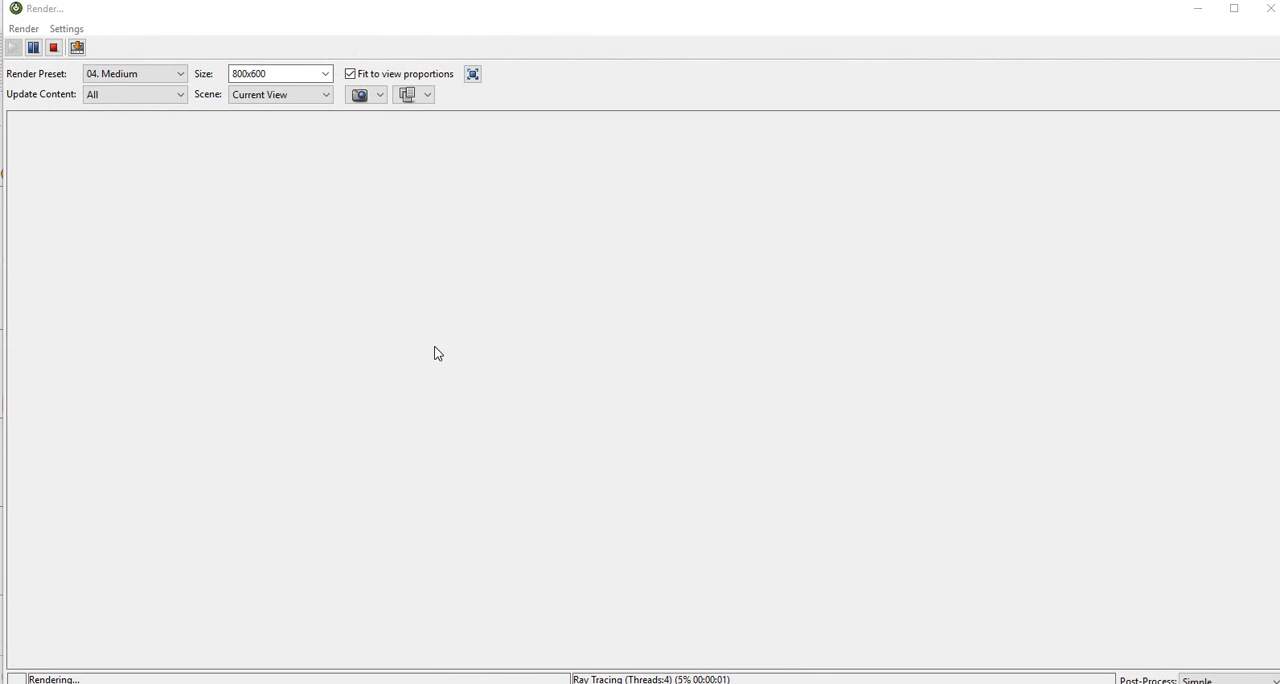 Render...
Render Settings
Render Preset: 04. Medium Size: 800x600 Fit to view proportions
Update Content: All Scene: Current View
Rendering... Ray Tracing (Threads:4) (5% 00:00:01) Post-Process: Simple